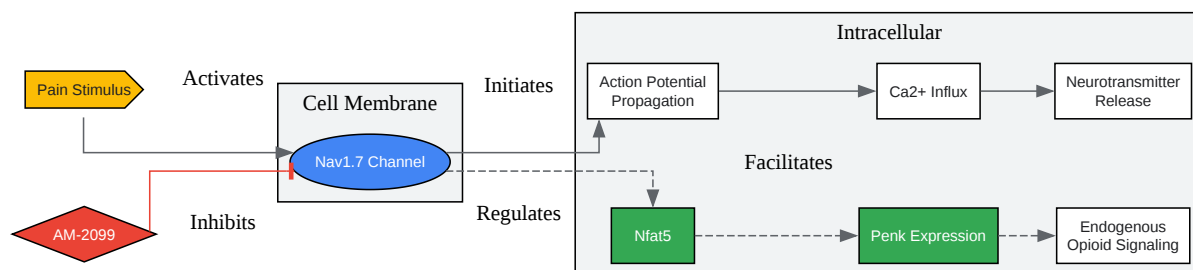 Intracellular
Activates
Initiates
Pain Stimulus
Cell Membrane
Action Potential
Propagation
Ca2+ Influx
Neurotransmitter
Release
Nav1.7 Channel
Facilitates
Inhibits
Regulates
AM-2099
Nfat5
Penk Expression
Endogenous
Opioid Signaling